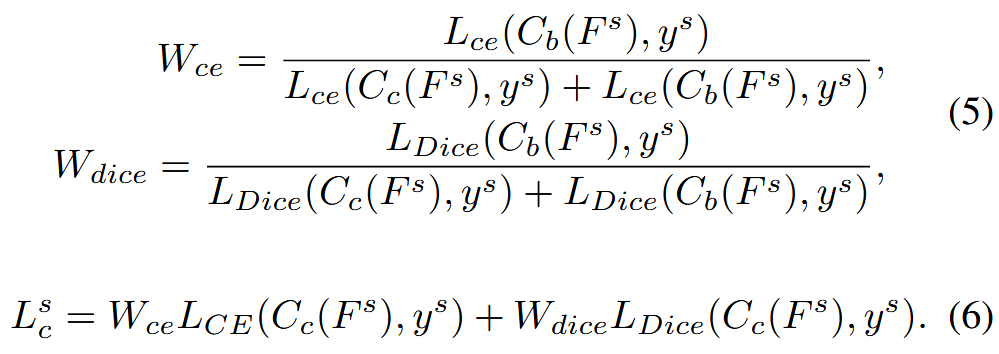 W_{ce} = \frac{L_{ce}(C_b(F^s), y^s)}{L_{ce}(C_c(F^s), y^s) + L_{ce}(C_b(F^s), y^s)},
(5)
W_{dice} = \frac{L_{Dice}(C_b(F^s), y^s)}{L_{Dice}(C_c(F^s), y^s) + L_{Dice}(C_b(F^s), y^s)},
L_c^s = W_{ce}L_{CE}(C_c(F^s), y^s) + W_{dice}L_{Dice}(C_c(F^s), y^s). (6)